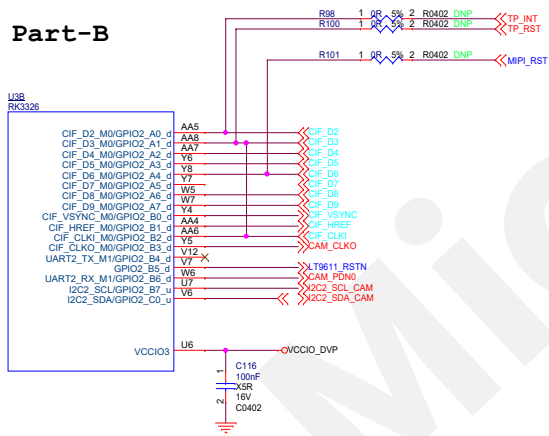 Part-B
R98 1 0R 5% 2 R0402 DNP TP_INT
R100 1 0R 5% 2 R0402 DNP TP_RST
R101 1 0R 5% 2 R0402 DNP MIPI_RST
U3B
RK3326
CIF_D2_M0/GPIO2_A0_d AA5 CIF_D2
CIF_D3_M0/GPIO2_A1_d AA8 CIF_D3
CIF_D4_M0/GPIO2_A2_d AA7 CIF_D4
CIF_D5_M0/GPIO2_A3_d Y6 CIF_D5
CIF_D6_M0/GPIO2_A4_d Y8 CIF_D6
CIF_D7_M0/GPIO2_A5_d Y7 CIF_D7
CIF_D8_M0/GPIO2_A6_d W5 CIF_D8
CIF_D9_M0/GPIO2_A7_d W7 CIF_D9
CIF_VSYNC_M0/GPIO2_B0_d Y4 CIF_VSYNC
CIF_HREF_M0/GPIO2_B1_d AA4 CIF_HREF
CIF_CLKI_M0/GPIO2_B2_d AA6 CIF_CLKI
CIF_CLKO_M0/GPIO2_B3_d Y5 CAM_CLKO
UART2_TX_M1/GPIO2_B4_d V12
GPIO2_B5_d V7 LT9611_RSTN
UART2_RX_M1/GPIO2_B6_d W6 CAM_PDN0
I2C2_SCL/GPIO2_B7_u U7 I2C2_SCL_CAM
I2C2_SDA/GPIO2_C0_u V6 I2C2_SDA_CAM
VCCIO3 U6 VCCIO_DVP
1 C116
100nF
X5R
16V
2 C0402